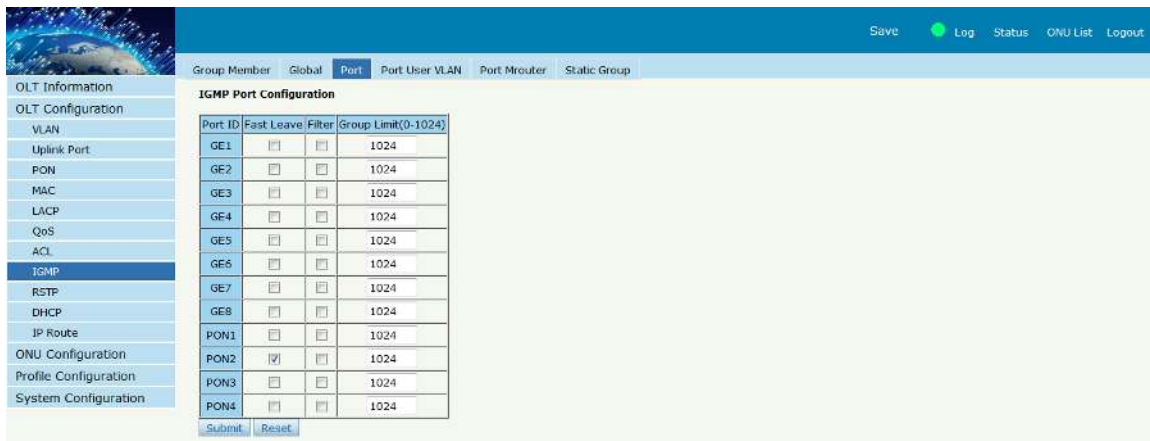 Save Log Status ONU List Logout
Group Member Global Port Port User VLAN Port Mrouter Static Group
OLT Information
OLT Configuration
VLAN
Uplink Port
PON
MAC
LACP
QoS
ACL
IGMP
RSTP
DHCP
IP Route
ONU Configuration
Profile Configuration
System Configuration
IGMP Port Configuration
Port ID Fast Leave Filter Group Limit(0-1024)
GE1 1024
GE2 1024
GE3 1024
GE4 1024
GE5 1024
GE6 1024
GE7 1024
GE8 1024
PON1 1024
PON2 1024
PON3 1024
PON4 1024
Submit Reset